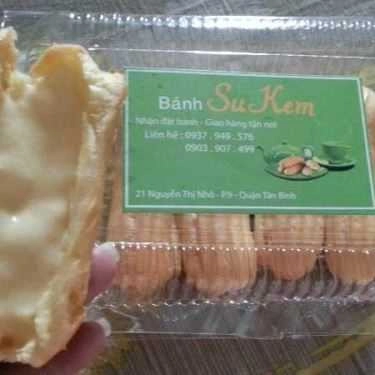 Bánh Su Kem
Nhận đặt bánh - Giao hàng tận nơi
Liên hệ : 0937 . 949 . 576
0903 . 907 . 499
21 Nguyễn Thị Nhỏ - P.9 - Quận Tân Bình